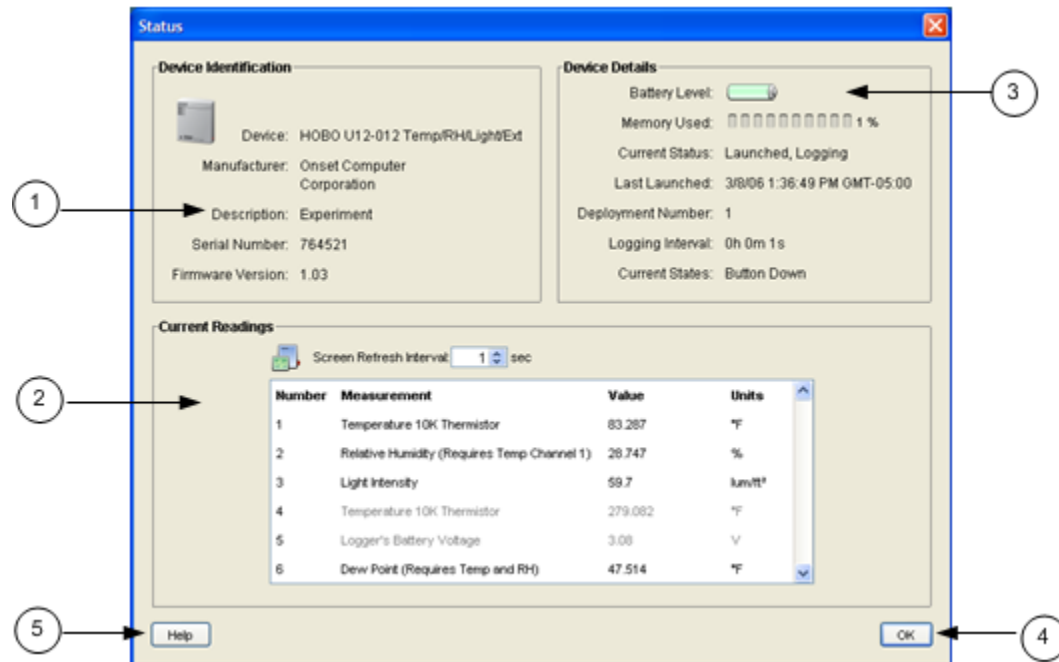 Status
Device Identification
Device: HOBO U12-012 Temp/RH/Light/Ext
Manufacturer: Onset Computer
Corporation
1
Description: Experiment
Serial Number: 764521
Firmware Version: 1.03
Device Details
Battery Level:
3
Memory Used: 1 %
Current Status: Launched, Logging
Last Launched: 3/8/06 1:36:49 PM GMT-05:00
Deployment Number: 1
Logging Interval: 0h 0m 1s
Current States: Button Down
Current Readings
Screen Refresh Interval: 1 sec
2
Number Measurement Value Units
1 Temperature 10K Thermistor 83.287 °F
2 Relative Humidity (Requires Temp Channel 1) 28.747 %
3 Light Intensity 59.7 lum/ft²
4 Temperature 10K Thermistor 279.082 °F
5 Logger's Battery Voltage 3.08 V
6 Dew Point (Requires Temp and RH) 47.514 °F
5
Help
OK
4